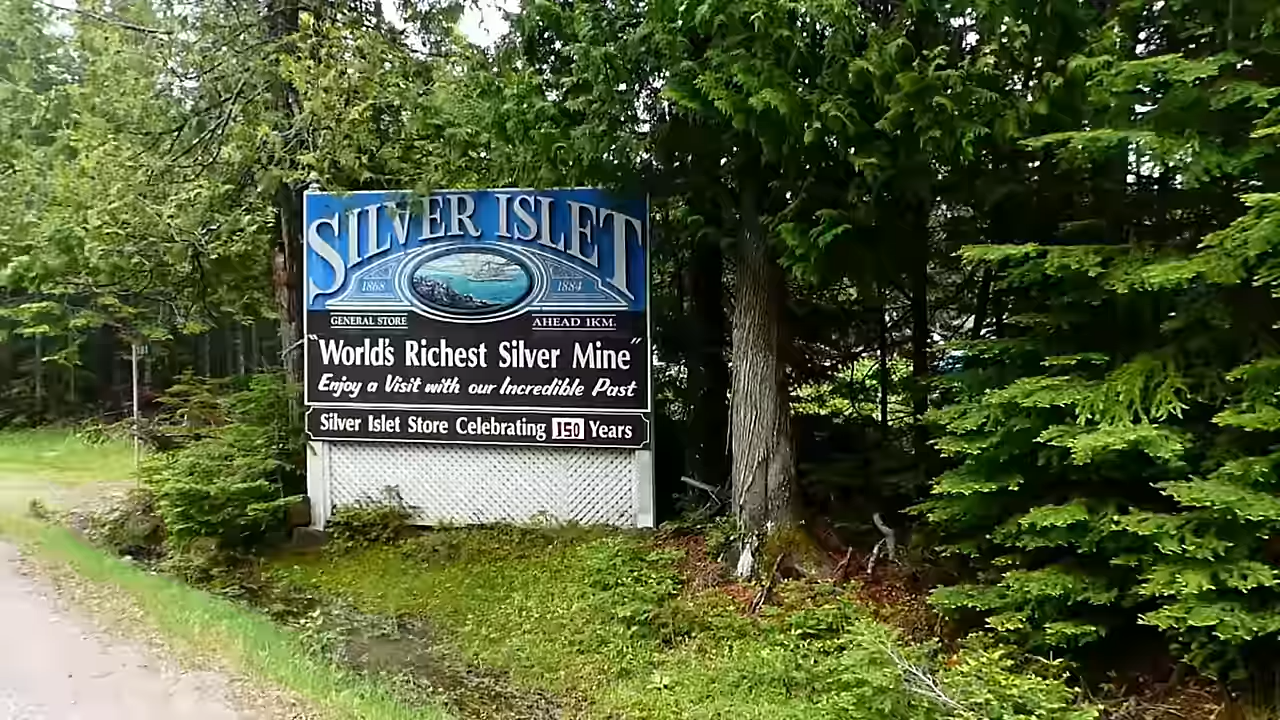 SILVER ISLET
1868 1884
GENERAL STORE AHEAD 1KM.
"World's Richest Silver Mine"
Enjoy a Visit with our Incredible Past
Silver Islet Store Celebrating 150 Years